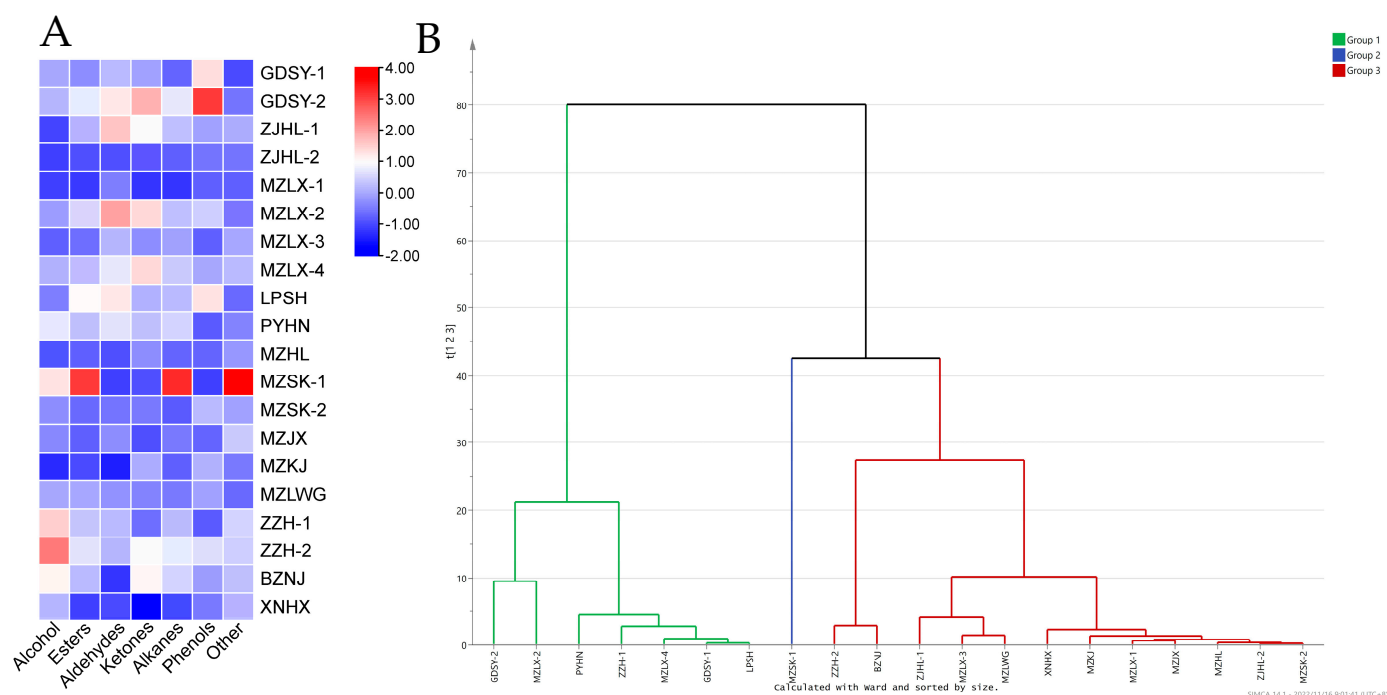 A
GDSY-1
GDSY-2
ZJHL-1
ZJHL-2
MZLX-1
MZLX-2
MZLX-3
MZLX-4
LPSH
PYHN
MZHL
MZSK-1
MZSK-2
MZJX
MZKJ
MZLWG
ZZH-1
ZZH-2
BZNJ
XNHX
Alcohol
Esters
Aldehydes
Ketones
Alkanes
Phenols
Other
4.00
3.00
2.00
1.00
0.00
-1.00
-2.00
B
Group 1
Group 2
Group 3
t[1 2 3]
80
70
60
50
40
30
20
10
0
GDSY-2
MZLX-2
PYHN
ZZH-1
MZLX-4
GDSY-1
LPSH
MZSK-1
ZZH-2
BZNJ
ZJHL-1
MZLX-3
MZLWG
XNHX
MZKJ
MZLX-1
MZJX
MZHL
ZJHL-2
MZSK-2
Calculated with Ward and sorted by size.